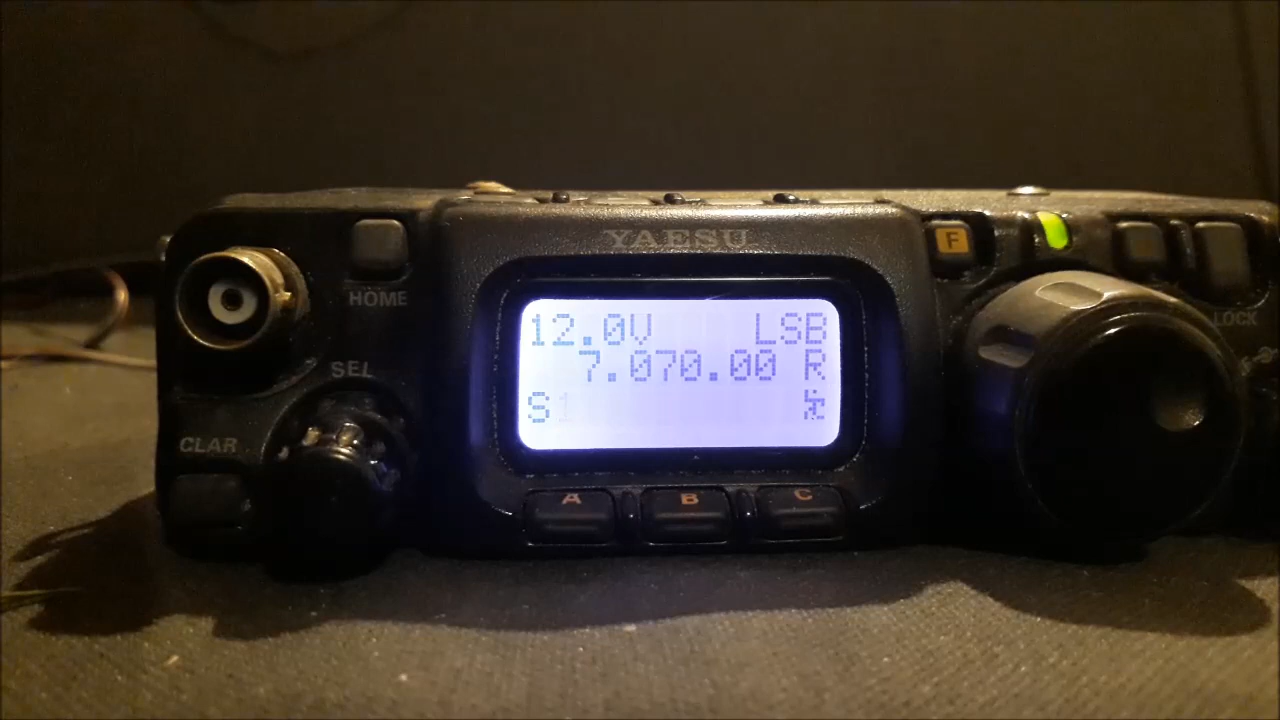 YAESU
F
HOME
LOCK
12.0V LSB
7.070.00 R
S1
SEL
CLAR
A B C